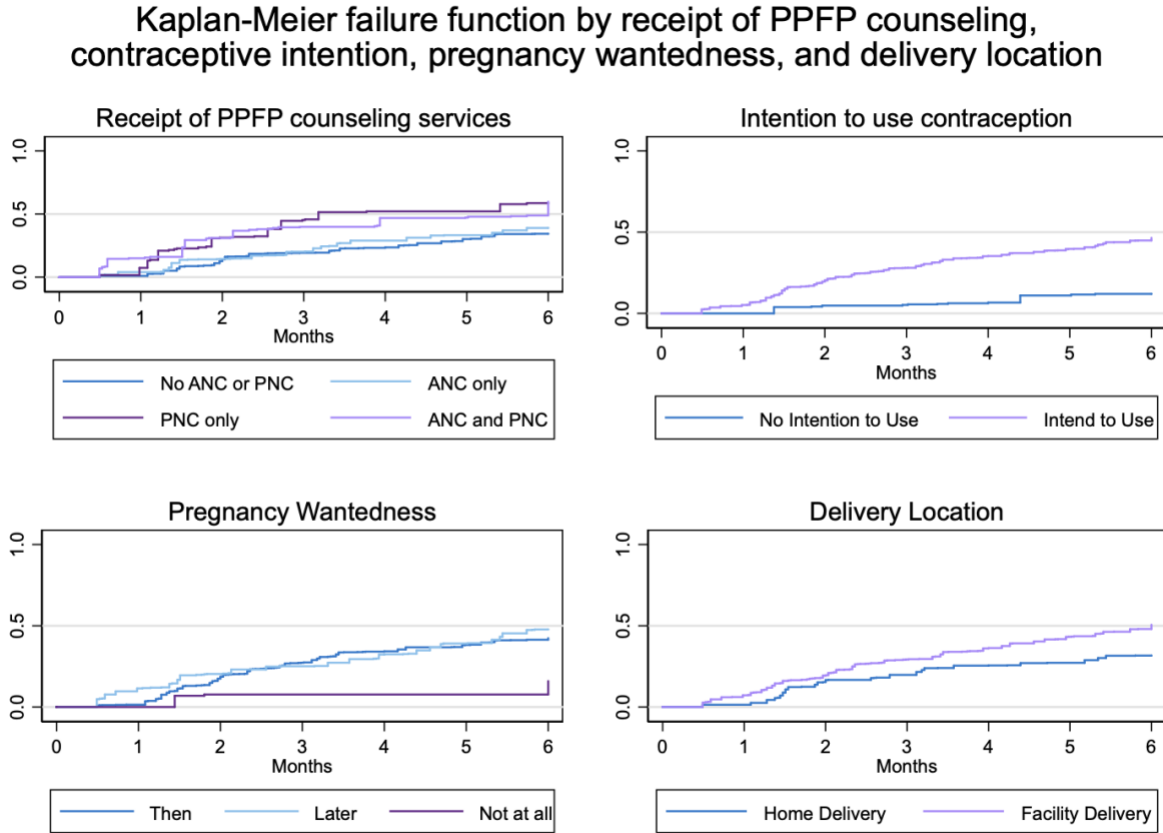 Kaplan-Meier failure function by receipt of PPFP counseling,
contraceptive intention, pregnancy wantedness, and delivery location
Receipt of PPFP counseling services
1.0
0.5
0.0
0 1 2 3 4 5 6
Months
No ANC or PNC ANC only
PNC only ANC and PNC
Intention to use contraception
1.0
0.5
0.0
0 1 2 3 4 5 6
Months
No Intention to Use Intend to Use
Pregnancy Wantedness
1.0
0.5
0.0
0 1 2 3 4 5 6
Months
Then Later Not at all
Delivery Location
1.0
0.5
0.0
0 1 2 3 4 5 6
Months
Home Delivery Facility Delivery